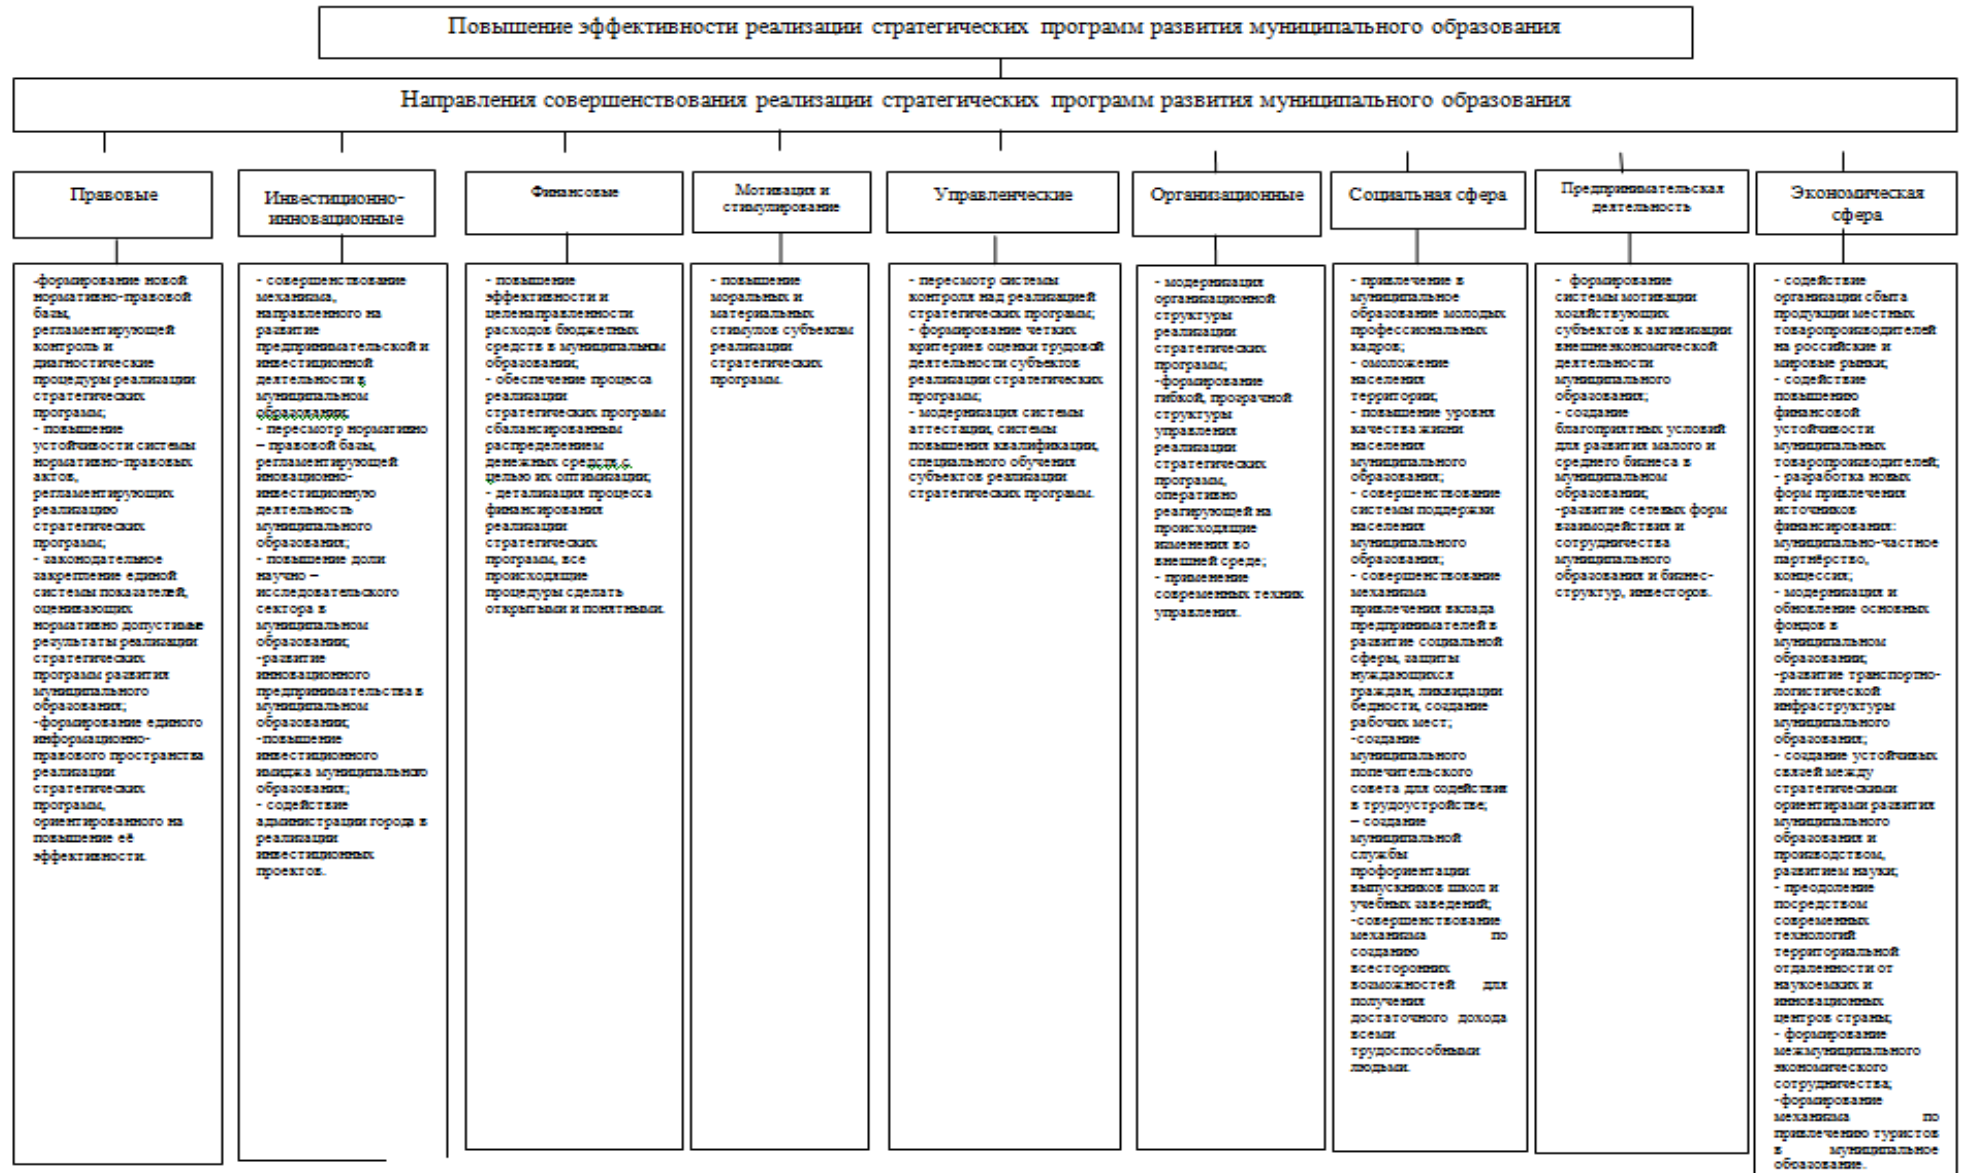 Повышение эффективности реализации стратегических программ развития муниципального образования
Направления совершенствования реализации стратегических программ развития муниципального образования
Правовые
-формирование новой
нормативно-правовой
базы,
регламентирующей
контроль и
диагностические
процедуры реализации
стратегических
программ;
- повышение
устойчивости системы
нормативно-правовых
актов,
регламентирующих
реализацию
стратегических
программ;
- законодательное
закрепление единой
системы показателей,
оценивающих
нормативно допустимые
результаты реализации
стратегических
программ развития
муниципального
образования;
-формирование единого
информационно-
правового пространства
реализации
стратегических
программ,
ориентированного на
повышение её
эффективности.
Инвестиционно-
инновационные
- совершенствование
механизма,
направленного на
развитие
предпринимательской и
инвестиционной
деятельности в
муниципальном
образовании;
- пересмотр нормативно
– правовой базы,
регламентирующей
иновационно-
инвестиционную
деятельность
муниципального
образования;
- повышение доли
научно –
исследовательского
сектора в
муниципальном
образовании;
-развитие
инновационного
предпринимательства в
муниципальном
образовании;
-повышение
инвестиционного
имиджа муниципального
образования;
- содействие
администрации города в
реализации
инвестиционных
проектов.
Финансовые
- повышение
эффективности и
целенаправленности
расходов бюджетных
средств в муниципальном
образовании;
- обеспечение процесса
реализации
стратегических программ
сбалансированным
распределением
денежных средств с
целью их оптимизации;
- детализация процесса
финансирования
реализации
стратегических
программ, все
происходящие
процедуры сделать
открытыми и понятными.
Мотивация и
стимулирование
- повышение
моральных и
материальных
стимулов субъектам
реализации
стратегических
программ.
Управленческие
- пересмотр системы
контроля над реализацией
стратегических программ;
- формирование четких
критериев оценки трудовой
деятельности субъектов
реализации стратегических
программ;
- модернизация системы
аттестации, системы
повышения квалификации,
специального обучения
субъектов реализации
стратегических программ.
Организационные
- модернизация
организационной
структуры
реализации
стратегических
программ;
-формирование
гибкой, прозрачной
структуры
управления
реализации
стратегических
программ,
оперативно
реагирующей на
происходящие
изменения во
внешней среде;
- применение
современных техник
управления.
Социальная сфера
- привлечение в
муниципальное
образование молодых
профессиональных
кадров;
- омоложение
населения
территории;
- повышение уровня
качества жизни
населения
муниципального
образования;
- совершенствование
системы поддержки
населения
муниципального
образования;
- совершенствование
механизма
привлечения вклада
предпринимателей в
развитие социальной
сферы, защиты
нуждающихся
граждан, ликвидации
бедности, создание
рабочих мест;
-создание
муниципального
попечительского
совета для содействия
в трудоустройстве;
– создание
муниципальной
службы
профориентации
выпускников школ и
учебных заведений;
-совершенствование
механизма по
созданию
всесторонних
возможностей для
получения
достаточного дохода
всеми
трудоспособными
людьми.
Предпринимательская
деятельность
- формирование
системы мотивации
хозяйствующих
субъектов к активизации
внешнеэкономической
деятельности
муниципального
образования;
- создание
благоприятных условий
для развития малого и
среднего бизнеса в
муниципальном
образовании;
-развитие сетевых форм
взаимодействия и
сотрудничества
муниципального
образования и бизнес-
структур, инвесторов.
Экономическая
сфера
- содействие
организации сбыта
продукции местных
товаропроизводителей
на российские и
мировые рынки;
- содействие
повышению
финансовой
устойчивости
муниципальных
товаропроизводителей;
- разработка новых
форм привлечения
источников
финансирования:
муниципально-частное
партнёрство,
концессия;
- модернизация и
обновление основных
фондов в
муниципальном
образовании;
-развитие транспортно-
логистической
инфраструктуры
муниципального
образования;
- создание устойчивых
связей между
стратегическими
ориентирами развития
муниципального
образования и
производством,
развитием науки;
- преодоление
посредством
современных
технологий
территориальной
отдаленности от
наукоемких и
инновационных
центров страны;
- формирование
межмуниципального
экономического
сотрудничества;
-формирование
механизма по
привлечению туристов
в муниципальное
образование.